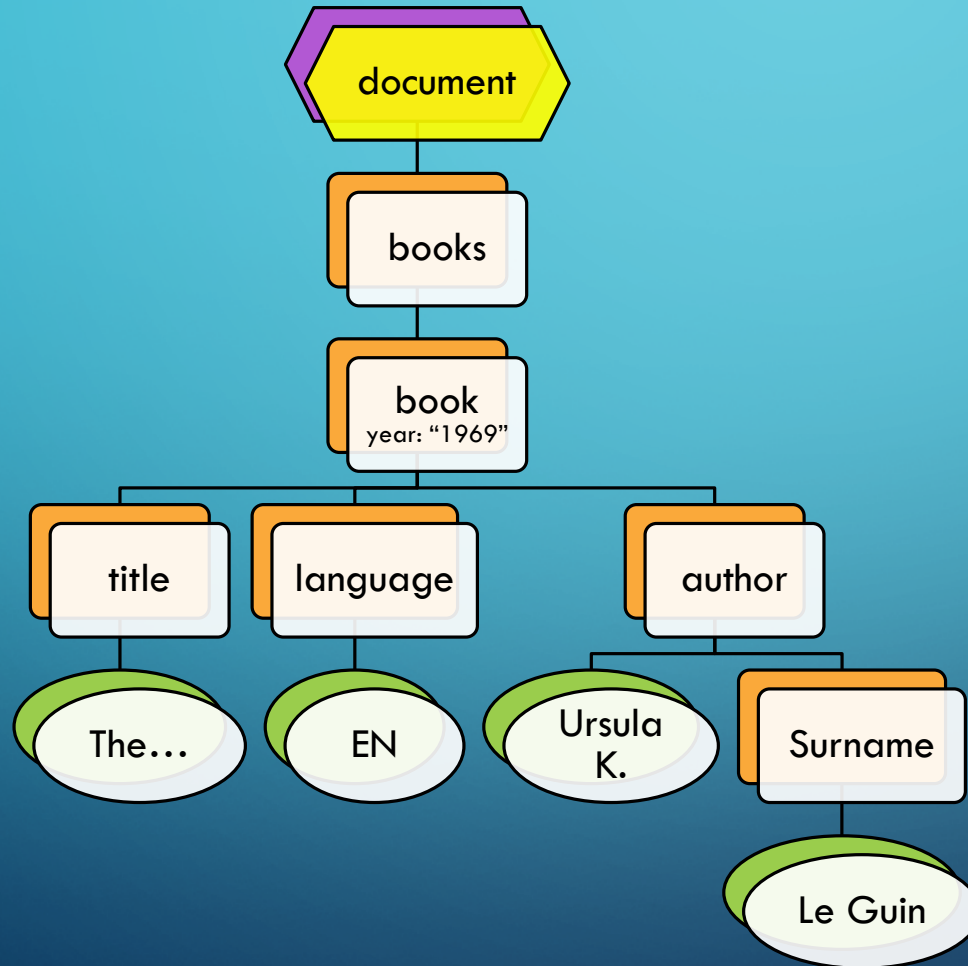 document
books
book
year: “1969”
title
language
author
The…
EN
Ursula
K.
Surname
Le Guin